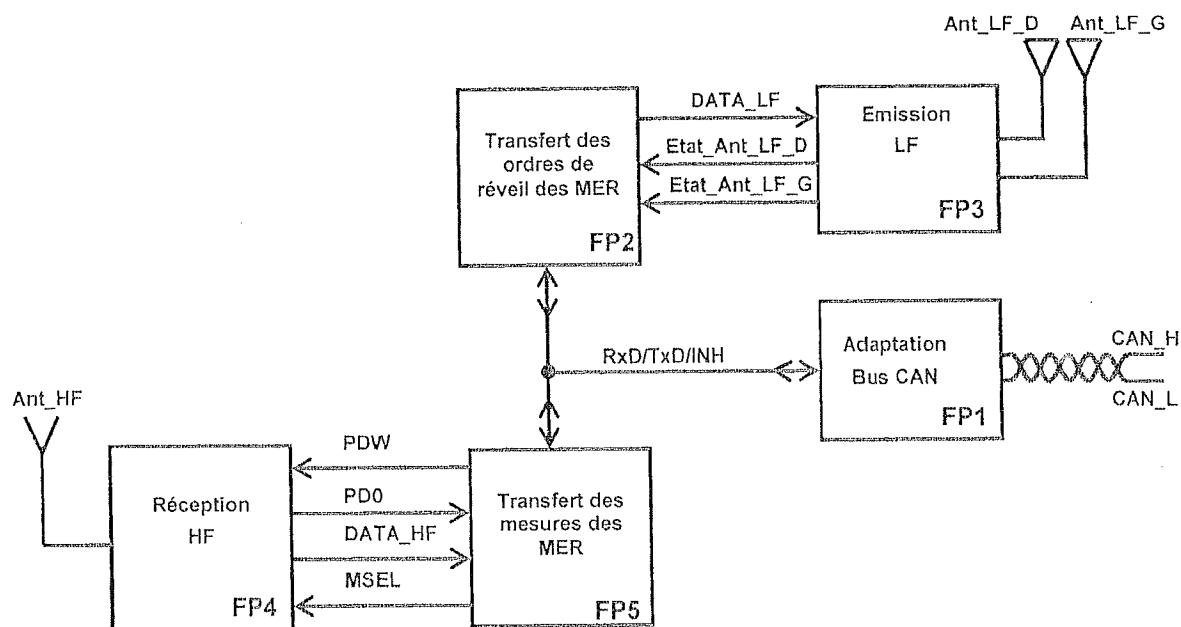 Ant_LF_D
Ant_LF_G
DATA_LF
Etat_Ant_LF_D
Etat_Ant_LF_G
Transfert des
ordres de
réveil des MER
FP2
Emission
LF
FP3
RxD/TxD/INH
Adaptation
Bus CAN
FP1
CAN_H
CAN_L
Ant_HF
Réception
HF
FP4
PDW
PD0
DATA_HF
MSEL
Transfert des
mesures des
MER
FP5